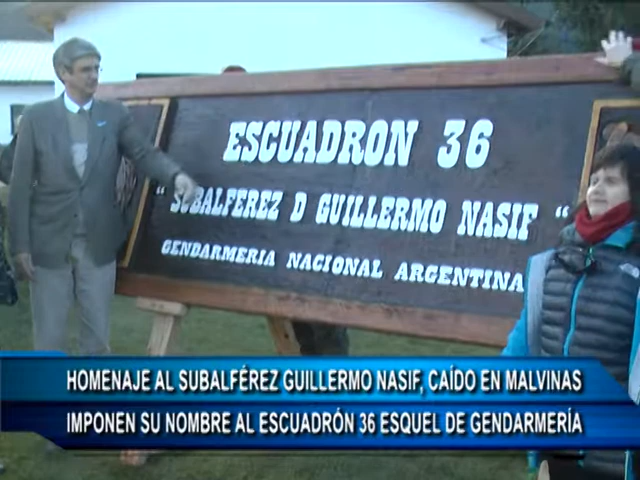 ESCUADRON 36
"SUBALFEREZ D GUILLERMO NASIF"
GENDARMERIA NACIONAL ARGENTINA
HOMENAJE AL SUBALFÉREZ GUILLERMO NASIF, CAÍDO EN MALVINAS
IMPONEN SU NOMBRE AL ESCUADRÓN 36 ESQUEL DE GENDARMERÍA